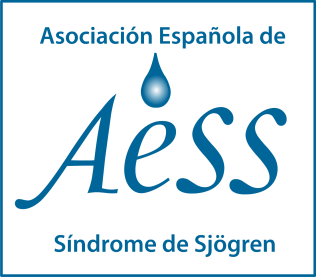 Asociación Española de
Aess
Síndrome de Sjögren